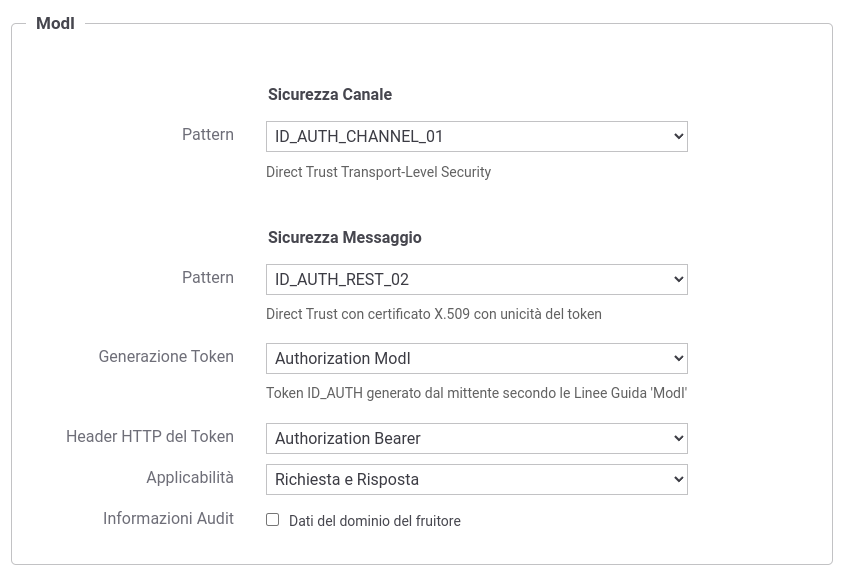 ModI
Sicurezza Canale
Pattern
ID_AUTH_CHANNEL_01
Direct Trust Transport-Level Security
Sicurezza Messaggio
Pattern
ID_AUTH_REST_02
Direct Trust con certificato X.509 con unicità del token
Generazione Token
Authorization ModI
Token ID_AUTH generato dal mittente secondo le Linee Guida 'ModI'
Header HTTP del Token
Authorization Bearer
Applicabilità
Richiesta e Risposta
Informazioni Audit
Dati del dominio del fruitore